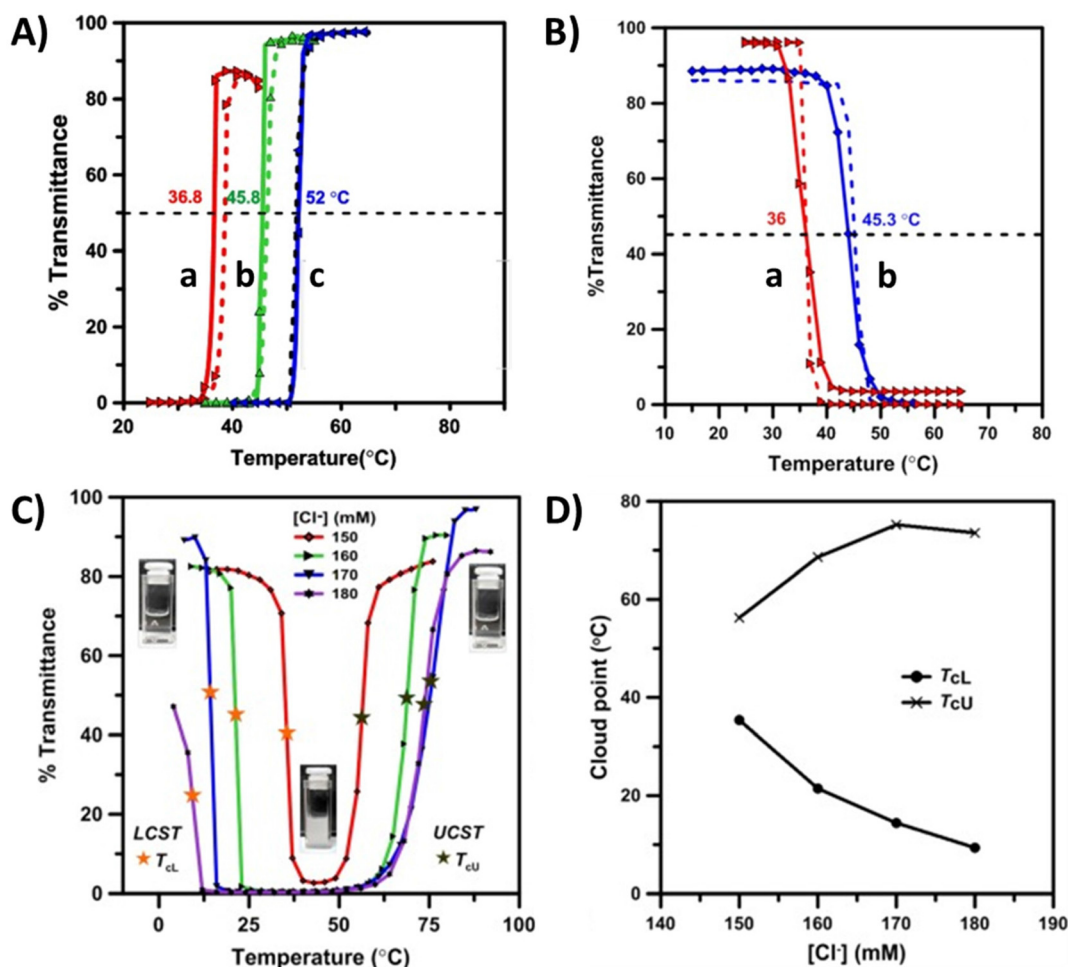 A)
% Transmittance
100
80
60
40
20
0
36.8
45.8
52 °C
a
b
c
20
40
60
80
Temperature(°C)
B)
%Transmittance
100
80
60
40
20
0
36
45.3 °C
a
b
10
20
30
40
50
60
70
80
Temperature (°C)
C)
% Transmittance
100
80
60
40
20
0
[Cl-] (mM)
150
160
170
180
LCST
TcL
UCST
TcU
0
25
50
75
100
Temperature (°C)
D)
Cloud point (°C)
80
60
40
20
0
TcL
TcU
140
150
160
170
180
190
[Cl-] (mM)